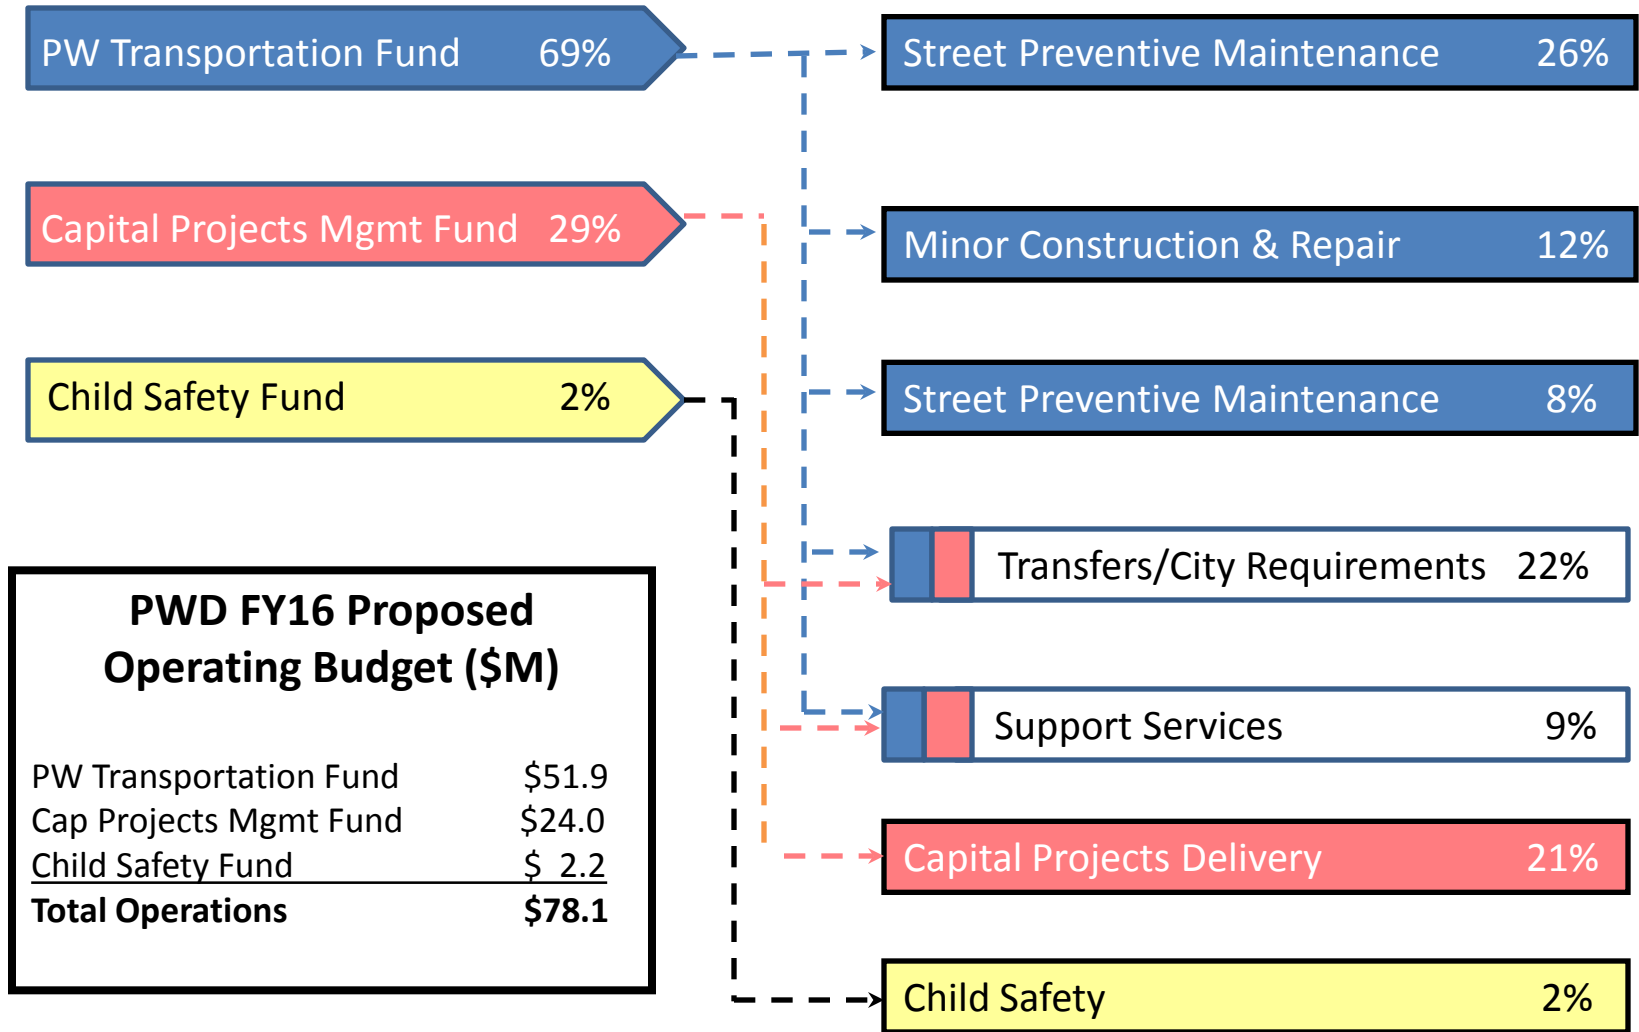 PW Transportation Fund 69%
Capital Projects Mgmt Fund 29%
Child Safety Fund 2%
PWD FY16 Proposed
Operating Budget ($M)
PW Transportation Fund $51.9
Cap Projects Mgmt Fund $24.0
Child Safety Fund $ 2.2
Total Operations $78.1
Street Preventive Maintenance 26%
Minor Construction & Repair 12%
Street Preventive Maintenance 8%
Transfers/City Requirements 22%
Support Services 9%
Capital Projects Delivery 21%
Child Safety 2%